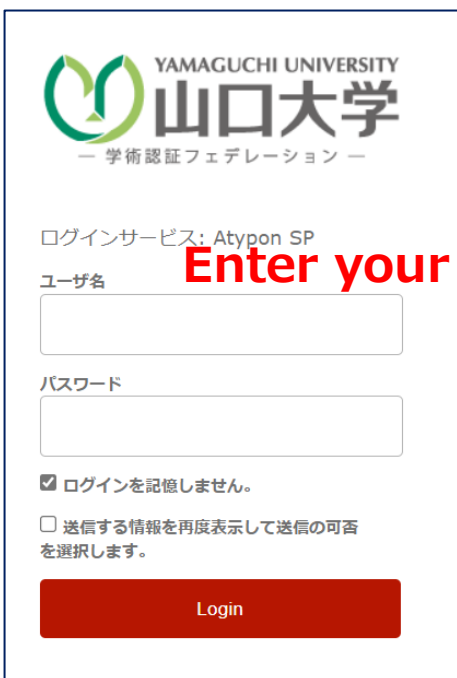 YAMAGUCHI UNIVERSITY
山口大学
― 学術認証フェデレーション ―
ログインサービス: Atypon SP
Enter your
ユーザ名
パスワード
ログインを記憶しません。
送信する情報を再度表示して送信の可否
を選択します。
Login